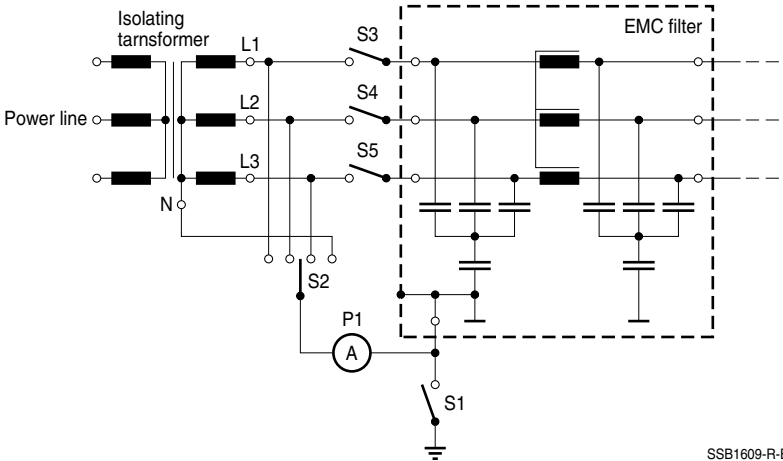 Isolating
tarnsformer
L1
S3
EMC filter
L2
S4
Power line
L3
S5
N
S2
P1
A
S1